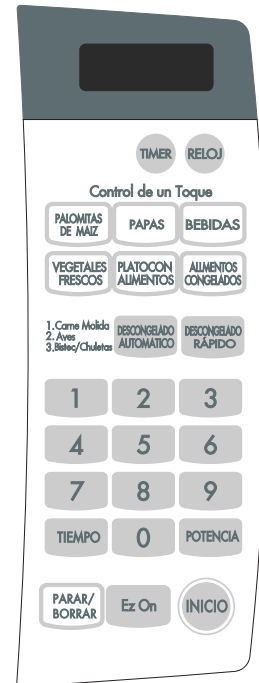 TIMER RELOJ
Control de un Toque
PALOMITAS DE MAIZ PAPAS BEBIDAS
VEGETALES FRESCOS PLATOCON ALIMENTOS ALIMENTOS CONGELADOS
1.Carne Molida
2.Aves
3.Bistec/Chuletas
DESCONGELADO AUTOMATICO DESCONGELADO RÁPIDO
1 2 3
4 5 6
7 8 9
TIEMPO 0 POTENCIA
PARAR/ BORRAR Ez On INICIO